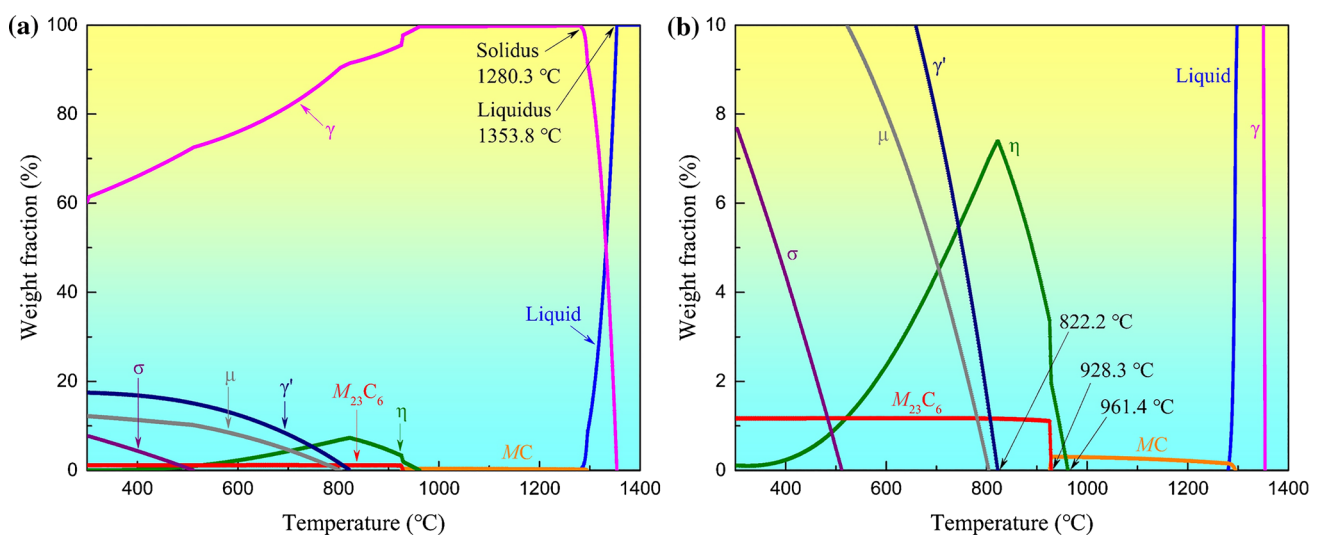 (a)
100
80
60
40
20
0
Weight fraction (%)
400 600 800 1000 1200 1400
Temperature (℃)
Solidus
1280.3 ℃
Liquidus
1353.8 ℃
γ
Liquid
σ
μ
γ'
M23C6
η
MC
(b)
10
8
6
4
2
0
Weight fraction (%)
400 600 800 1000 1200 1400
Temperature (℃)
γ'
Liquid
γ
μ
η
σ
822.2 ℃
928.3 ℃
961.4 ℃
M23C6
MC